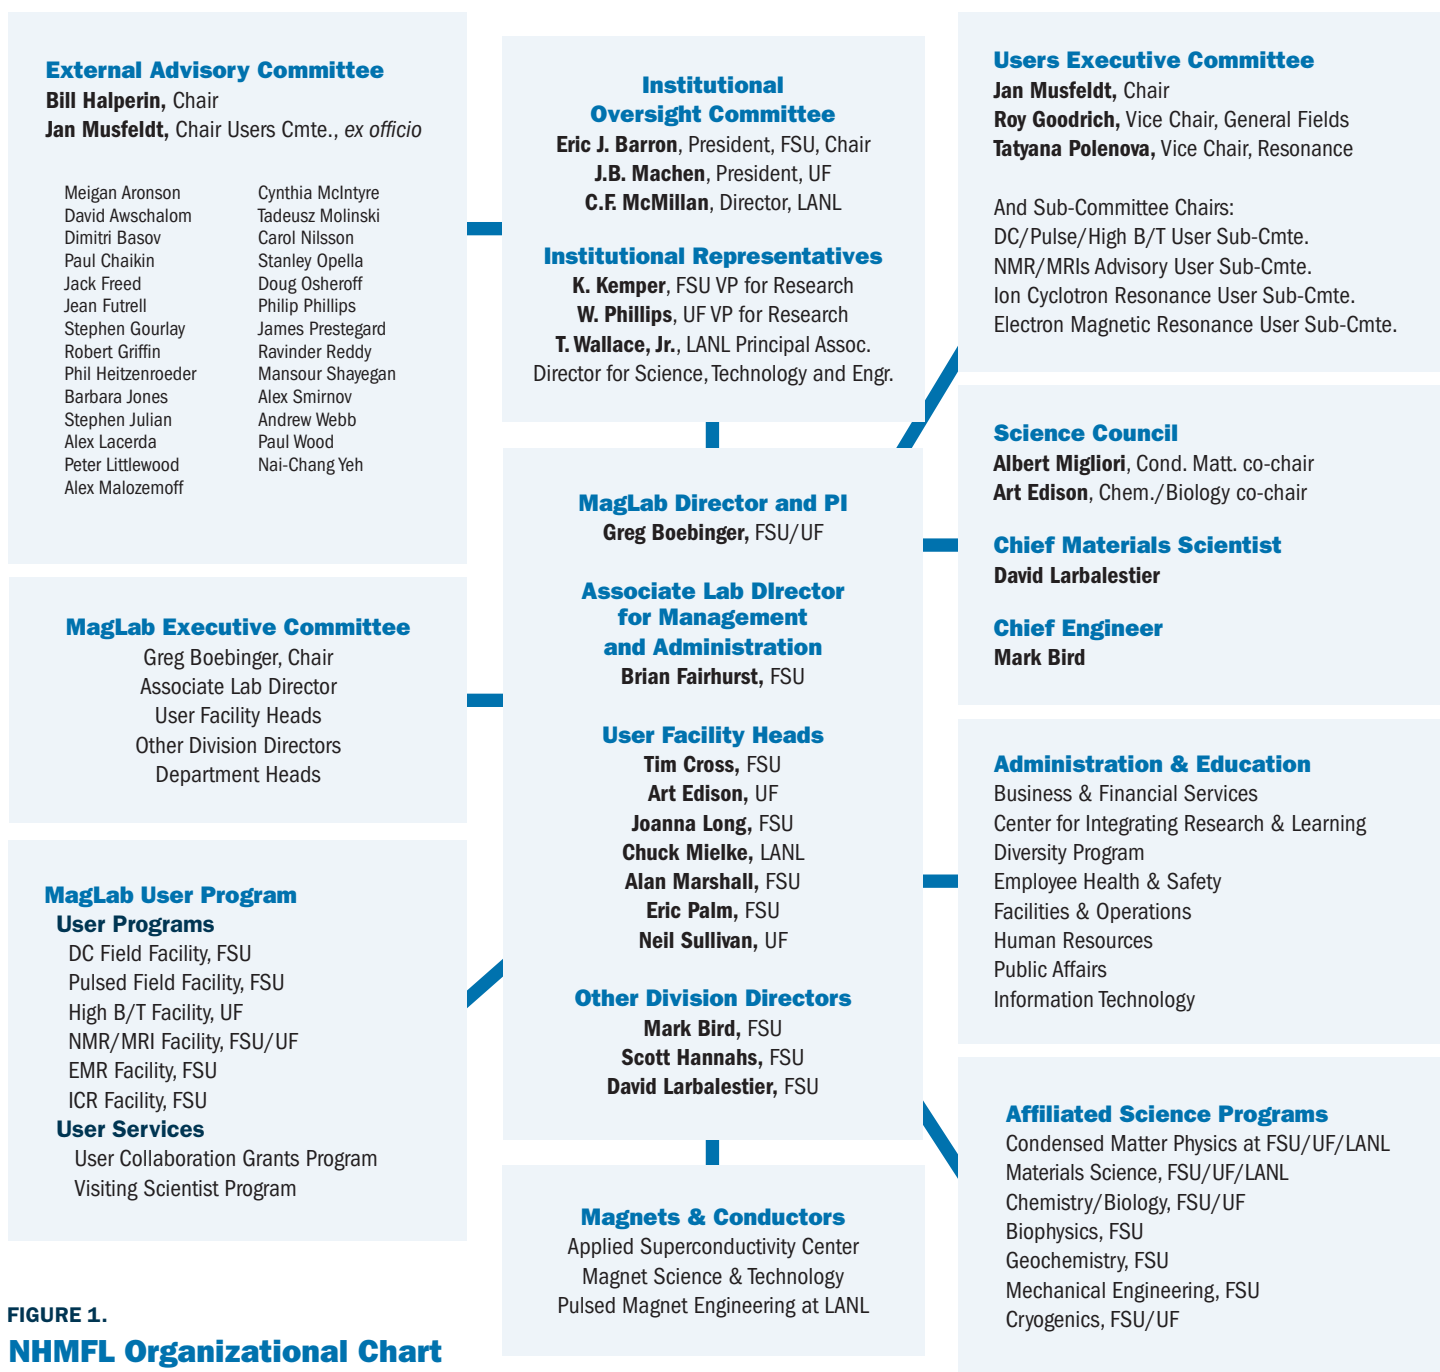 External Advisory Committee
Bill Halperin, Chair
Jan Musfeldt, Chair Users Cmte., ex officio
Meigan Aronson
David Awschalom
Dimitri Basov
Paul Chaikin
Jack Freed
Jean Futrell
Stephen Gourlay
Robert Griffin
Phil Heitzenroeder
Barbara Jones
Stephen Julian
Alex Lacerda
Peter Littlewood
Alex Malozemoff
Cynthia McIntyre
Tadeusz Molinski
Carol Nilsson
Stanley Opella
Doug Osheroff
Philip Phillips
James Prestegard
Ravinder Reddy
Mansour Shayegan
Alex Smirnov
Andrew Webb
Paul Wood
Nai-Chang Yeh
MagLab Executive Committee
Greg Boebinger, Chair
Associate Lab Director
User Facility Heads
Other Division Directors
Department Heads
MagLab User Program
User Programs
DC Field Facility, FSU
Pulsed Field Facility, FSU
High B/T Facility, UF
NMR/MRI Facility, FSU/UF
EMR Facility, FSU
ICR Facility, FSU
User Services
User Collaboration Grants Program
Visiting Scientist Program
Institutional
Oversight Committee
Eric J. Barron, President, FSU, Chair
J.B. Machen, President, UF
C.F. McMillan, Director, LANL
Institutional Representatives
K. Kemper, FSU VP for Research
W. Phillips, UF VP for Research
T. Wallace, Jr., LANL Principal Assoc.
Director for Science, Technology and Engr.
MagLab Director and PI
Greg Boebinger, FSU/UF
Associate Lab DIrector
for Management
and Administration
Brian Fairhurst, FSU
User Facility Heads
Tim Cross, FSU
Art Edison, UF
Joanna Long, FSU
Chuck Mielke, LANL
Alan Marshall, FSU
Eric Palm, FSU
Neil Sullivan, UF
Other Division Directors
Mark Bird, FSU
Scott Hannahs, FSU
David Larbalestier, FSU
Magnets & Conductors
Applied Superconductivity Center
Magnet Science & Technology
Pulsed Magnet Engineering at LANL
Users Executive Committee
Jan Musfeldt, Chair
Roy Goodrich, Vice Chair, General Fields
Tatyana Polenova, Vice Chair, Resonance
And Sub-Committee Chairs:
DC/Pulse/High B/T User Sub-Cmte.
NMR/MRIs Advisory User Sub-Cmte.
Ion Cyclotron Resonance User Sub-Cmte.
Electron Magnetic Resonance User Sub-Cmte.
Science Council
Albert Migliori, Cond. Matt. co-chair
Art Edison, Chem./Biology co-chair
Chief Materials Scientist
David Larbalestier
Chief Engineer
Mark Bird
Administration & Education
Business & Financial Services
Center for Integrating Research & Learning
Diversity Program
Employee Health & Safety
Facilities & Operations
Human Resources
Public Affairs
Information Technology
Affiliated Science Programs
Condensed Matter Physics at FSU/UF/LANL
Materials Science, FSU/UF/LANL
Chemistry/Biology, FSU/UF
Biophysics, FSU
Geochemistry, FSU
Mechanical Engineering, FSU
Cryogenics, FSU/UF
FIGURE 1.
NHMFL Organizational Chart